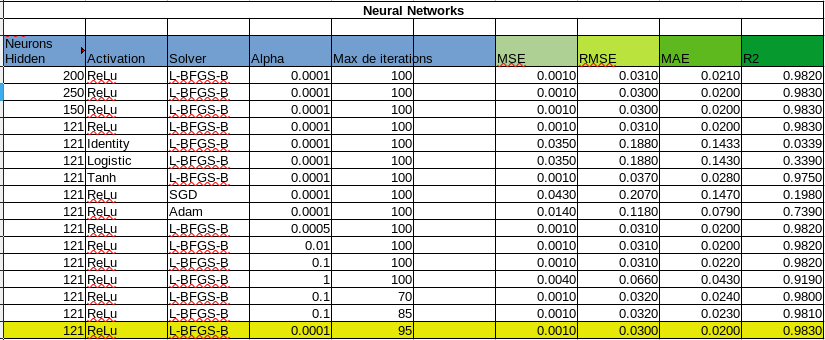 Neural Networks
Neurons Hidden Activation Solver Alpha Max de iterations MSE RMSE MAE R2
200 ReLu L-BFGS-B 0.0001 100 0.0010 0.0310 0.0210 0.9820
250 ReLu L-BFGS-B 0.0001 100 0.0010 0.0300 0.0200 0.9830
150 ReLu L-BFGS-B 0.0001 100 0.0010 0.0300 0.0200 0.9830
121 ReLu L-BFGS-B 0.0001 100 0.0010 0.0310 0.0200 0.9830
121 Identity L-BFGS-B 0.0001 100 0.0350 0.1880 0.1433 0.0339
121 Logistic L-BFGS-B 0.0001 100 0.0350 0.1880 0.1430 0.3390
121 Tanh L-BFGS-B 0.0001 100 0.0010 0.0370 0.0280 0.9750
121 ReLu SGD 0.0001 100 0.0430 0.2070 0.1470 0.1980
121 ReLu Adam 0.0001 100 0.0140 0.1180 0.0790 0.7390
121 ReLu L-BFGS-B 0.0005 100 0.0010 0.0310 0.0200 0.9820
121 ReLu L-BFGS-B 0.01 100 0.0010 0.0310 0.0200 0.9820
121 ReLu L-BFGS-B 0.1 100 0.0010 0.0310 0.0220 0.9820
121 ReLu L-BFGS-B 1 100 0.0040 0.0660 0.0430 0.9190
121 ReLu L-BFGS-B 0.1 70 0.0010 0.0320 0.0240 0.9800
121 ReLu L-BFGS-B 0.1 85 0.0010 0.0320 0.0230 0.9810
121 ReLu L-BFGS-B 0.0001 95 0.0010 0.0300 0.0200 0.9830